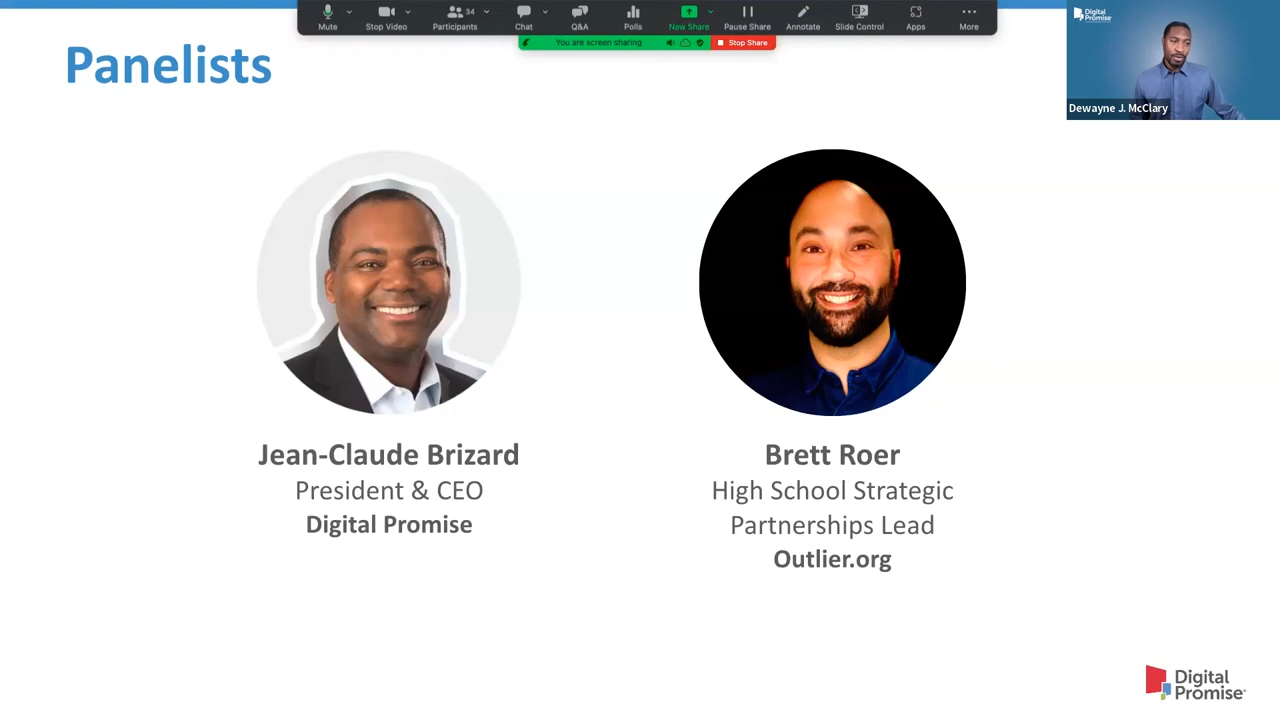 Mute
Stop Video
Participants
34
Chat
Q&A
Polls
New Share
Pause Share
Annotate
Slide Control
Apps
More
You are screen sharing
Stop Share
Digital
Promise
Dewayne J. McClary
Panelists
Jean-Claude Brizard
President & CEO
Digital Promise
Brett Roer
High School Strategic
Partnerships Lead
Outlier.org
Digital
Promise®